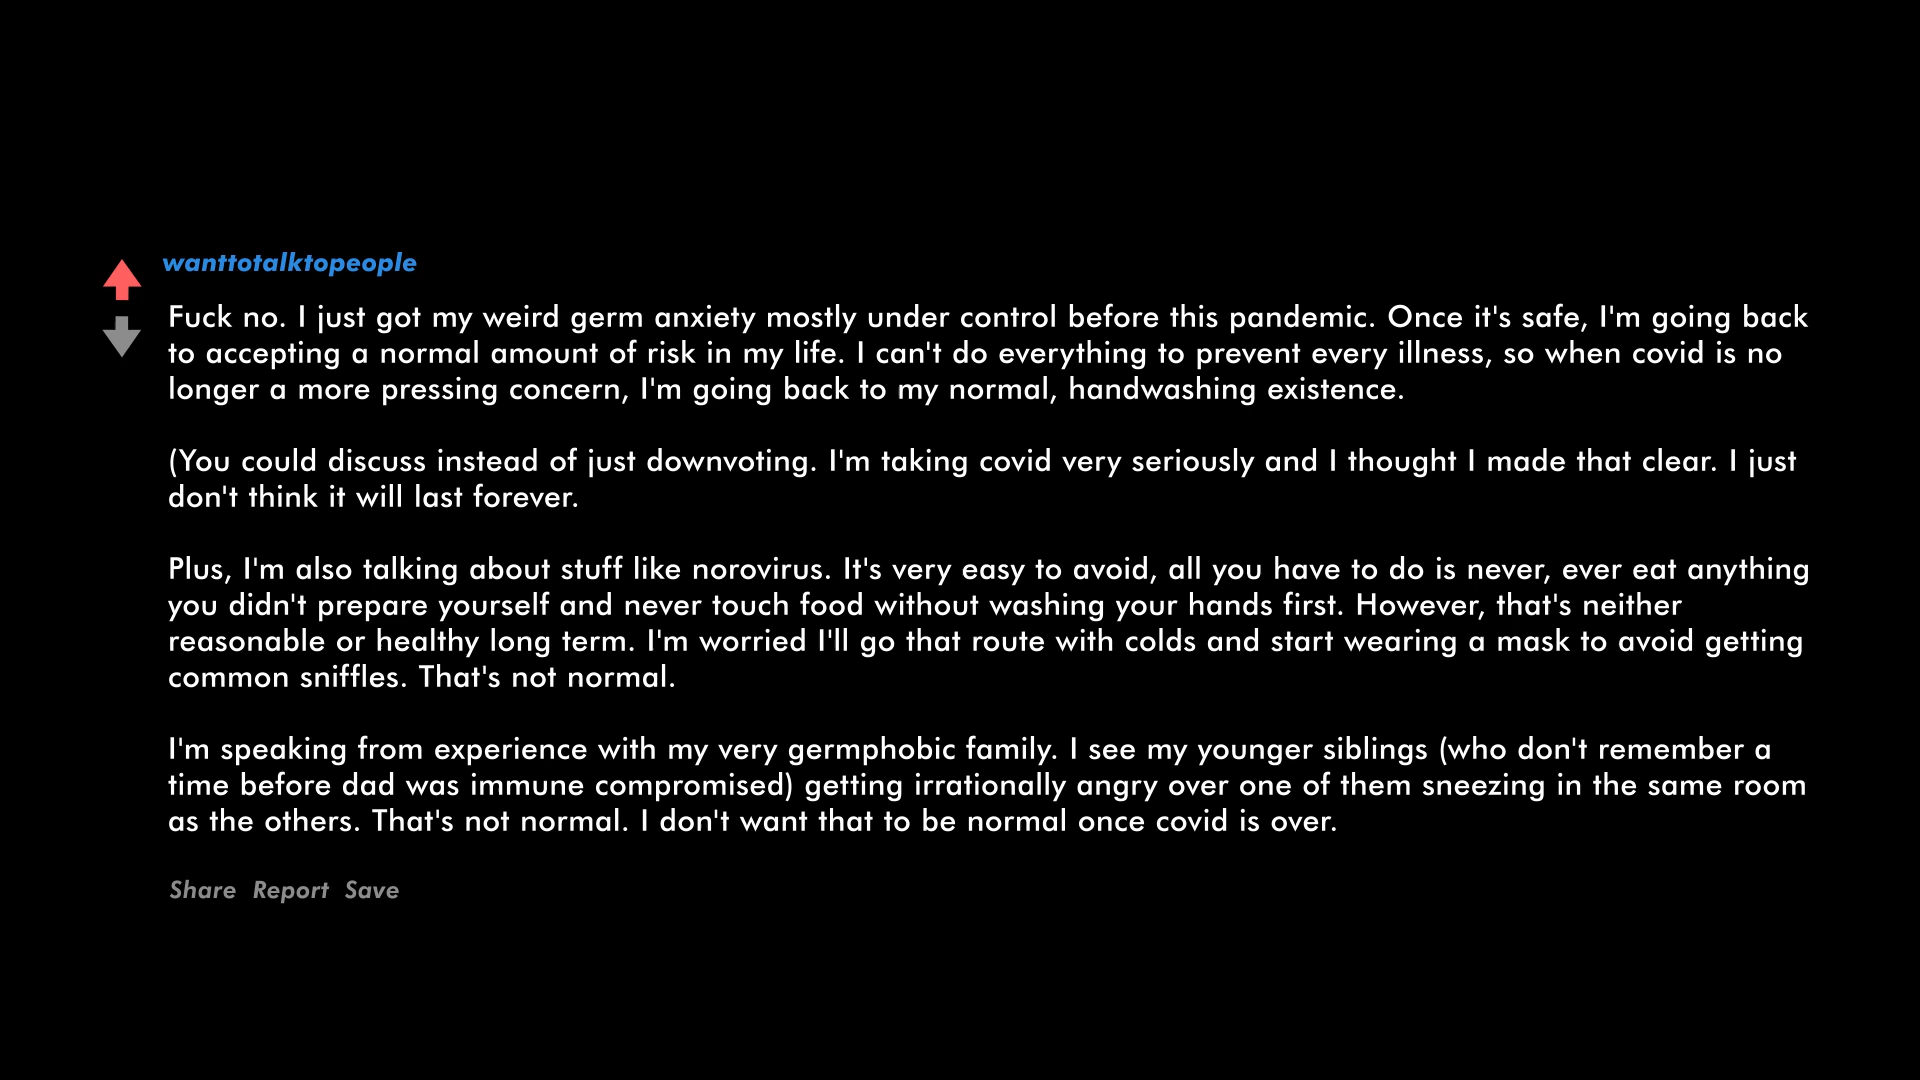 wanttotalktopeople
Fuck no. I just got my weird germ anxiety mostly under control before this pandemic. Once it's safe, I'm going back
to accepting a normal amount of risk in my life. I can't do everything to prevent every illness, so when covid is no
longer a more pressing concern, I'm going back to my normal, handwashing existence.
(You could discuss instead of just downvoting. I'm taking covid very seriously and I thought I made that clear. I just
don't think it will last forever.
Plus, I'm also talking about stuff like norovirus. It's very easy to avoid, all you have to do is never, ever eat anything
you didn't prepare yourself and never touch food without washing your hands first. However, that's neither
reasonable or healthy long term. I'm worried I'll go that route with colds and start wearing a mask to avoid getting
common sniffles. That's not normal.
I'm speaking from experience with my very germphobic family. I see my younger siblings (who don't remember a
time before dad was immune compromised) getting irrationally angry over one of them sneezing in the same room
as the others. That's not normal. I don't want that to be normal once covid is over.
Share Report Save